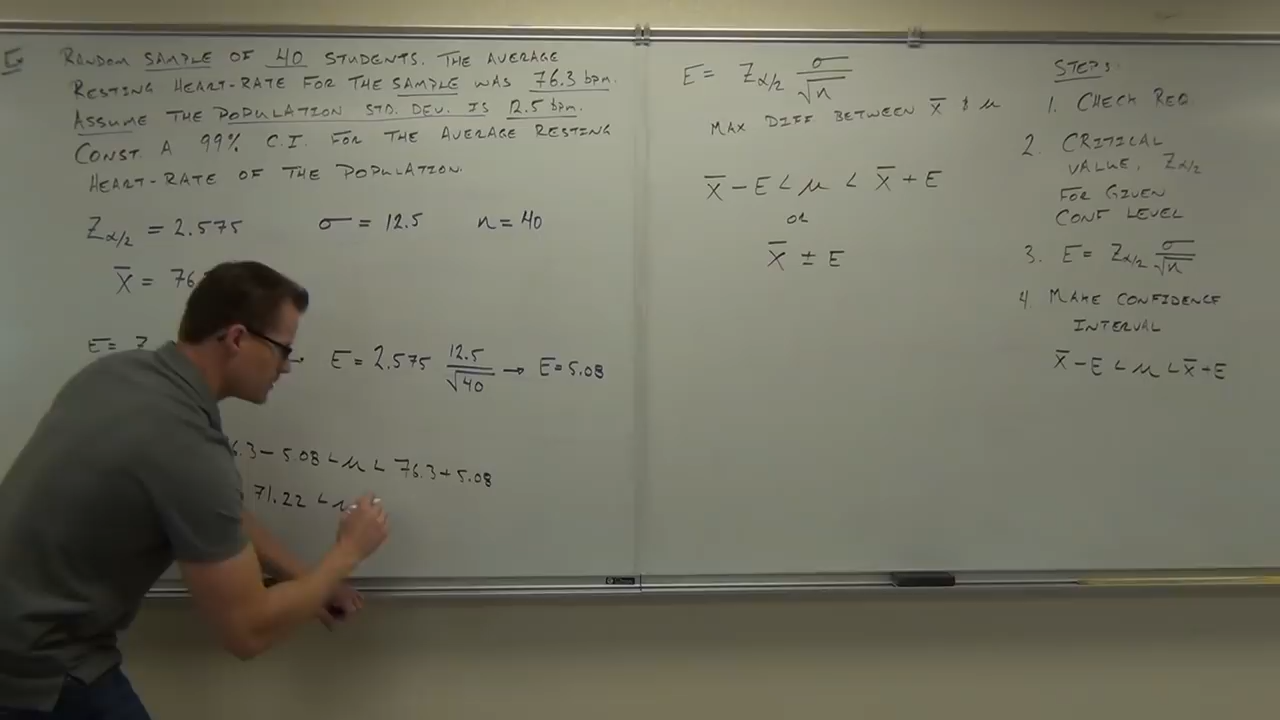 Ex RANDOM SAMPLE OF 40 STUDENTS. THE AVERAGE
RESTING HEART-RATE FOR THE SAMPLE WAS 76.3 bpm.
ASSUME THE POPULATION STD. DEV. IS 12.5 bpm.
CONST. A 99% C.I. FOR THE AVERAGE RESTING
HEART-RATE OF THE POPULATION.
Zα/2 = 2.575 σ = 12.5 n = 40
x̄ = 76.
E = Z → E = 2.575 12.5/√40 → E = 5.08
6.3 - 5.08 < μ < 76.3 + 5.08
71.22 < μ
E = Zα/2 σ/√n
MAX DIFF BETWEEN x̄ & μ
x̄ - E < μ < x̄ + E
or
x̄ ± E
STEPS:
1. CHECK REQ.
2. CRITICAL
VALUE, Zα/2
FOR GIVEN
CONF LEVEL
3. E = Zα/2 σ/√n
4. MAKE CONFIDENCE
INTERVAL
x̄ - E < μ < x̄ + E